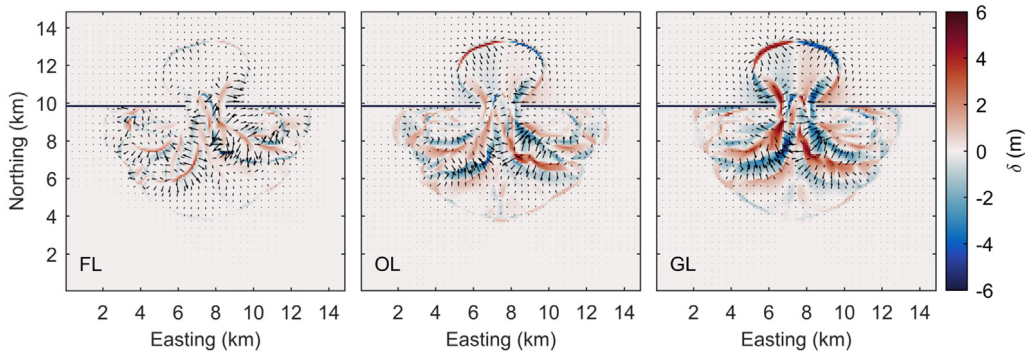 14
12
10
8
6
4
2
Northing (km)
FL
OL
GL
2 4 6 8 10 12 14
2 4 6 8 10 12 14
2 4 6 8 10 12 14
Easting (km)
Easting (km)
Easting (km)
6
4
2
0
-2
-4
-6
δ (m)